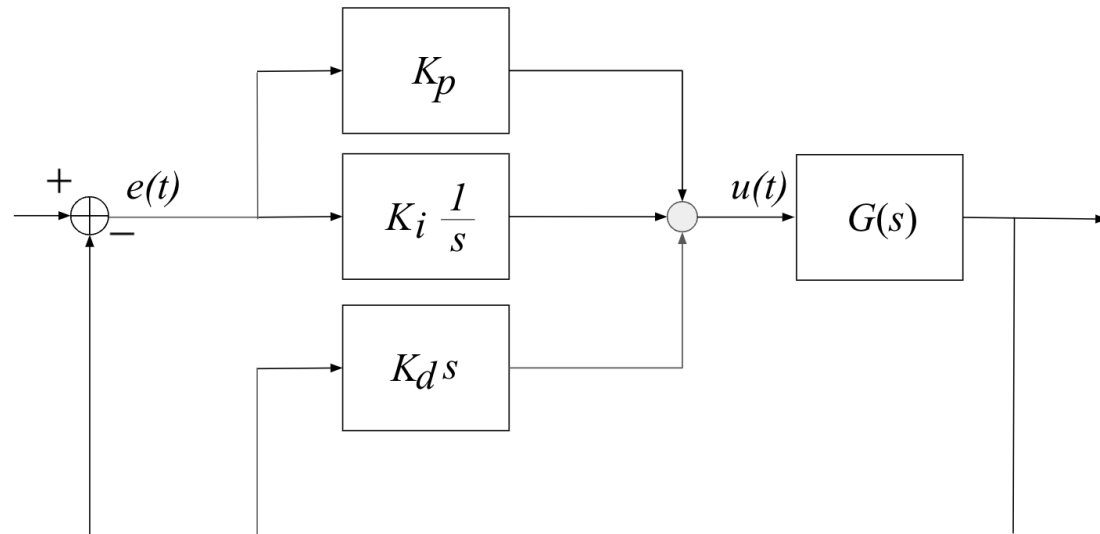 K_p
+
e(t)
−
K_i 1/s
u(t)
G(s)
K_d s